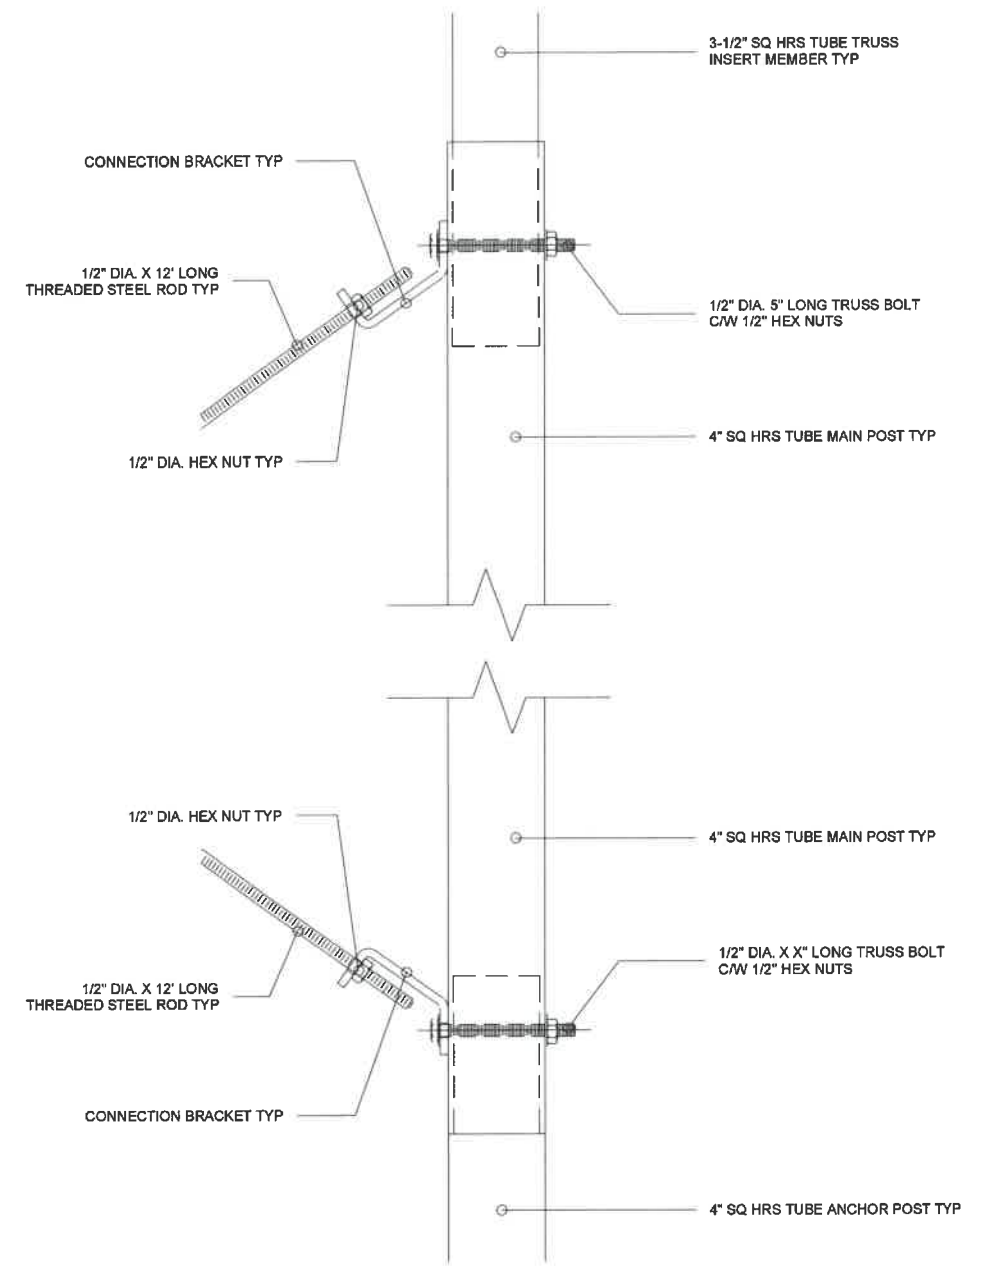 3-1/2" SQ HRS TUBE TRUSS
INSERT MEMBER TYP
CONNECTION BRACKET TYP
1/2" DIA. X 12' LONG
THREADED STEEL ROD TYP
1/2" DIA. 5" LONG TRUSS BOLT
C/W 1/2" HEX NUTS
4" SQ HRS TUBE MAIN POST TYP
1/2" DIA. HEX NUT TYP
1/2" DIA. HEX NUT TYP
4" SQ HRS TUBE MAIN POST TYP
1/2" DIA. X X" LONG TRUSS BOLT
C/W 1/2" HEX NUTS
1/2" DIA. X 12' LONG
THREADED STEEL ROD TYP
CONNECTION BRACKET TYP
4" SQ HRS TUBE ANCHOR POST TYP